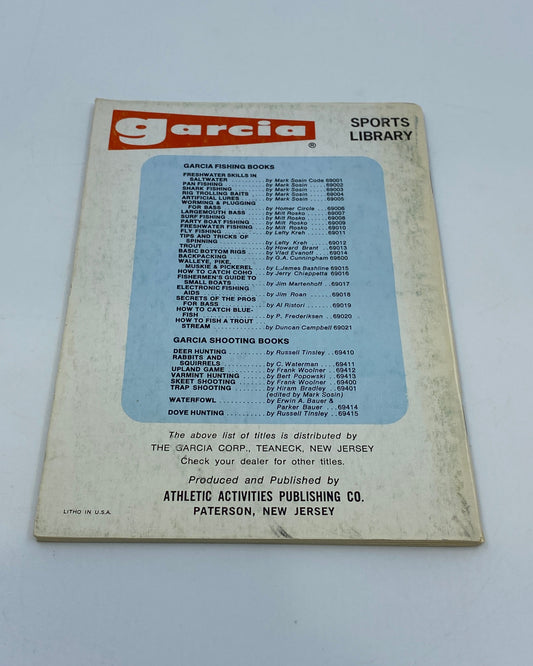 garcia ®
SPORTS
LIBRARY
GARCIA FISHING BOOKS
FRESHWATER SKILLS IN
SALTWATER ........ by Mark Sosin Code 69001
PAN FISHING ........ by Mark Sosin .... 69002
SHARK FISHING ........ by Mark Sosin .... 69003
RIG TROLLING BAITS .... by Mark Sosin .... 69004
ARTIFICIAL LURES ........ by Mark Sosin .... 69005
WORMING & PLUGGING
FOR BASS ........ by Homer Circle .... 69006
LARGEMOUTH BASS .... by Milt Rosko .... 69007
SURF FISHING ........ by Milt Rosko .... 69008
PARTY BOAT FISHING .... by Milt Rosko .... 69009
FRESHWATER FISHING .... by Milt Rosko .... 69010
FLY FISHING ........ by Lefty Kreh .... 69011
TIPS AND TRICKS OF
SPINNING ........ by Lefty Kreh .... 69012
TROUT ........ by Howard Brant .. 69013
BASIC BOTTOM RIGS .... by Vlad Evanoff .. 69014
BACKPACKING ........ by G.A. Cunningham 69600
WALLEYE, PIKE,
MUSKIE & PICKEREL .. by L.James Bashline 69015
HOW TO CATCH COHO .. by Jerry Chiappetta 69016
FISHERMEN'S GUIDE TO
SMALL BOATS ........ by Jim Martenhoff .. 69017
ELECTRONIC FISHING
AIDS ........ by Jim Roan .... 69018
SECRETS OF THE PROS
FOR BASS ........ by Al Ristori .... 69019
HOW TO CATCH BLUE-
FISH ........ by P. Frederiksen .. 69020
HOW TO FISH A TROUT
STREAM ........ by Duncan Campbell 69021
GARCIA SHOOTING BOOKS
DEER HUNTING ........ by Russell Tinsley .. 69410
RABBITS AND
SQUIRRELS ........ by C. Waterman .... 69411
UPLAND GAME ........ by Frank Woolner .. 69412
VARMINT HUNTING .... by Bert Popowski .. 69413
SKEET SHOOTING ...... by Frank Woolner .. 69400
TRAP SHOOTING ...... by Hiram Bradley .. 69401
(edited by Mark Sosin)
WATERFOWL ........ by Erwin A. Bauer &
Parker Bauer ... 69414
DOVE HUNTING ........ by Russell Tinsley .. 69415
The above list of titles is distributed by
THE GARCIA CORP., TEANECK, NEW JERSEY
Check your dealer for other titles.
Produced and Published by
ATHLETIC ACTIVITIES PUBLISHING CO.
PATERSON, NEW JERSEY
LITHO IN U.S.A.